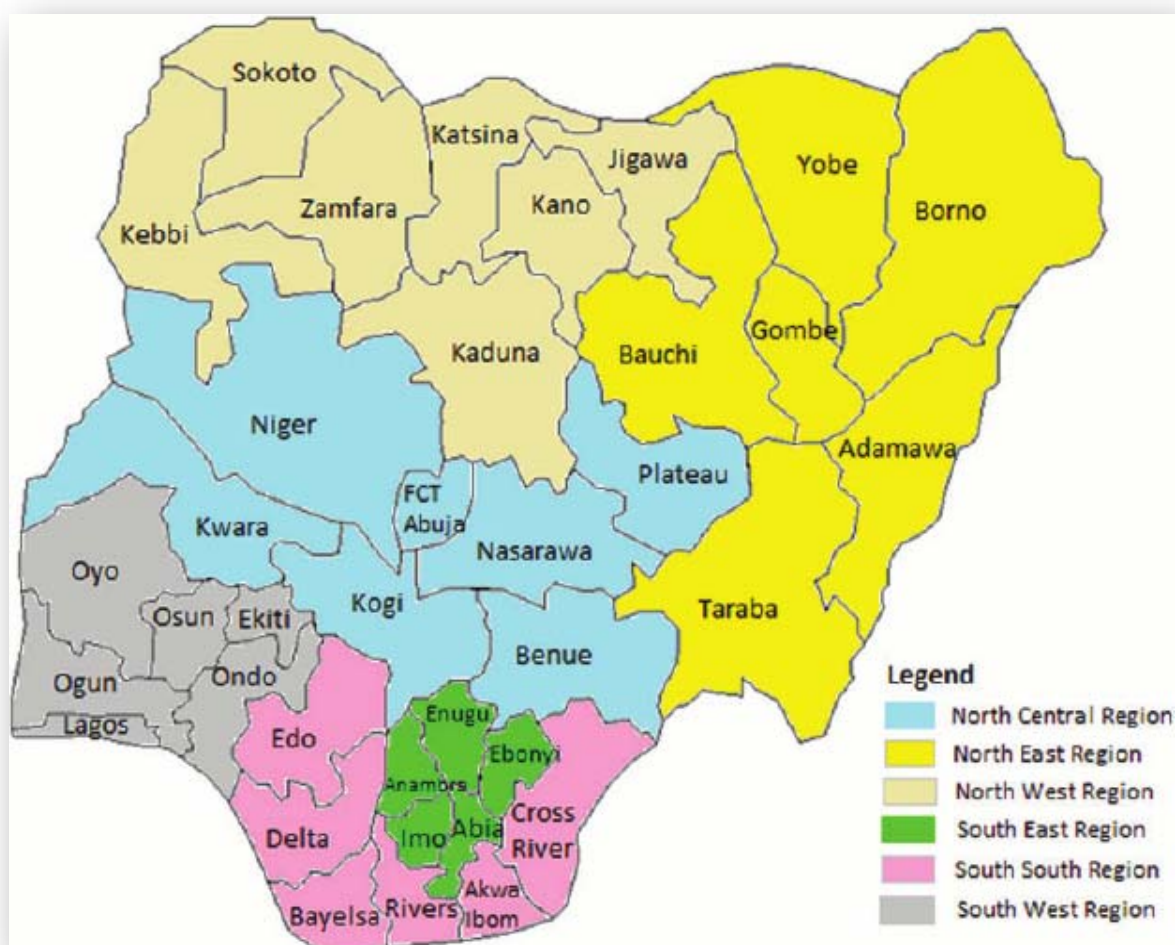 Sokoto
Katsina
Jigawa
Yobe
Borno
Zamfara
Kano
Kebbi
Gombe
Kaduna
Bauchi
Niger
Adamawa
Plateau
FCT
Abuja
Kwara
Nasarawa
Oyo
Kogi
Taraba
Osun
Ekiti
Benue
Ondo
Ogun
Lagos
Enugu
Edo
Ebonyi
Anambra
Cross
River
Delta
Imo
Abia
Akwa
Ibom
Bayelsa
Rivers
Legend
North Central Region
North East Region
North West Region
South East Region
South South Region
South West Region